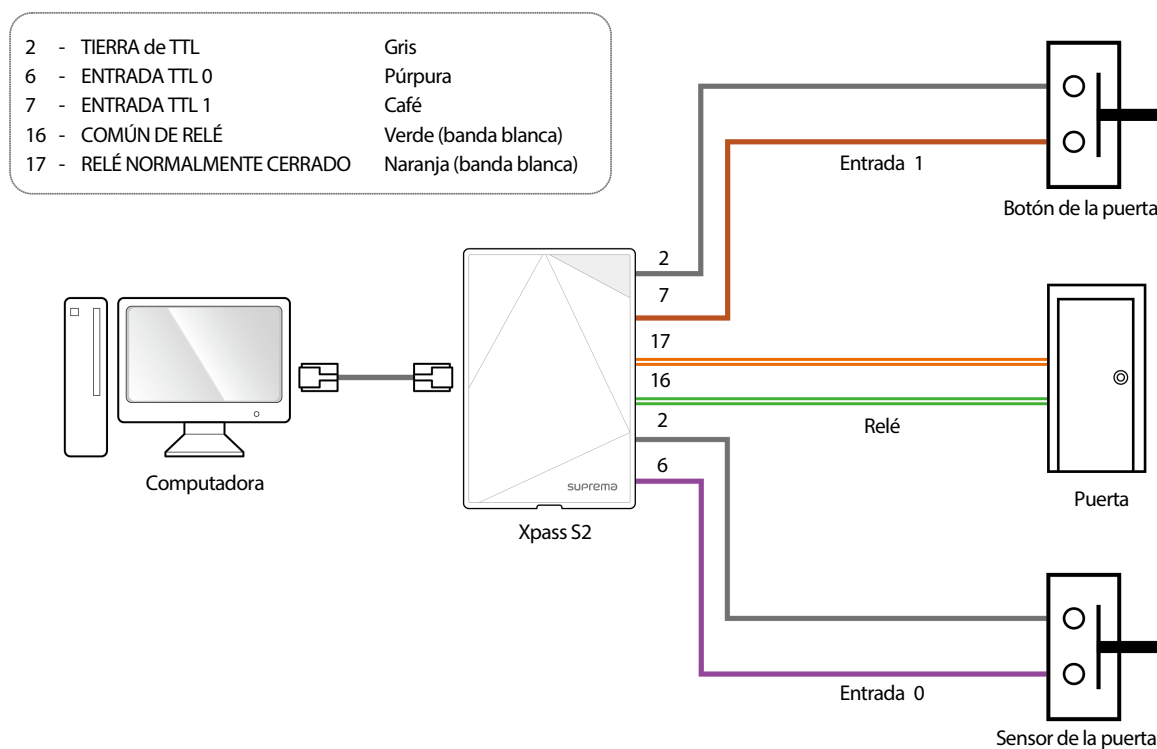 2 - TIERRA de TTL Gris
6 - ENTRADA TTL 0 Púrpura
7 - ENTRADA TTL 1 Café
16 - COMÚN DE RELÉ Verde (banda blanca)
17 - RELÉ NORMALMENTE CERRADO Naranja (banda blanca)
Entrada 1
Botón de la puerta
2
7
17
16
Relé
2
6
suprema
Computadora
Xpass S2
Puerta
Entrada 0
Sensor de la puerta